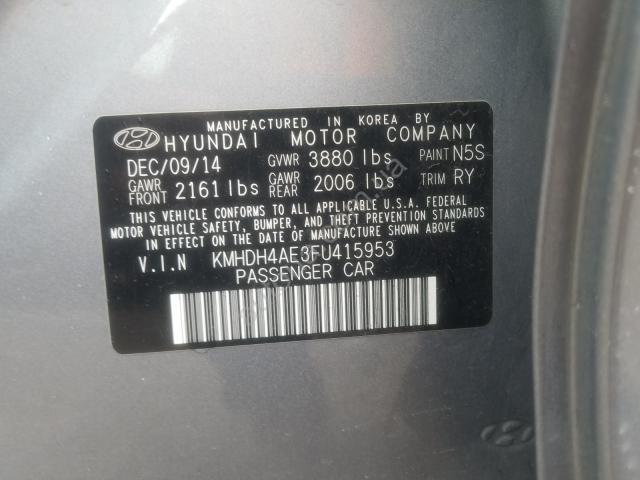 MANUFACTURED IN KOREA BY
HYUNDAI MOTOR COMPANY
DEC/09/14 GVWR 3880 lbs PAINT N5S
GAWR FRONT 2161 lbs GAWR REAR 2006 lbs TRIM RY
THIS VEHICLE CONFORMS TO ALL APPLICABLE U.S.A. FEDERAL
MOTOR VEHICLE SAFETY, BUMPER, AND THEFT PREVENTION STANDARDS
IN EFFECT ON THE DATE OF MANUFACTURE SHOWN ABOVE
V.I.N KMHDH4AE3FU415953
PASSENGER CAR